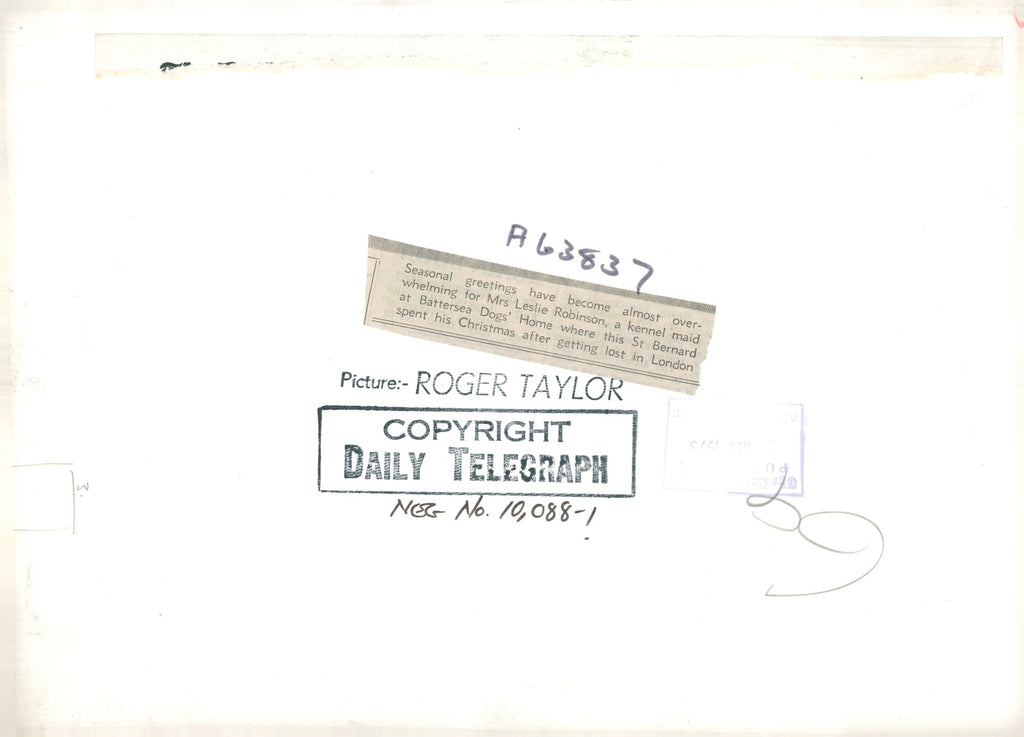 A63837
Seasonal greetings have become almost over-
whelming for Mrs Leslie Robinson, a kennel maid
at Battersea Dogs' Home where this St Bernard
spent his Christmas after getting lost in London
Picture:- ROGER TAYLOR
COPYRIGHT
DAILY TELEGRAPH
NEG No. 10,088-1